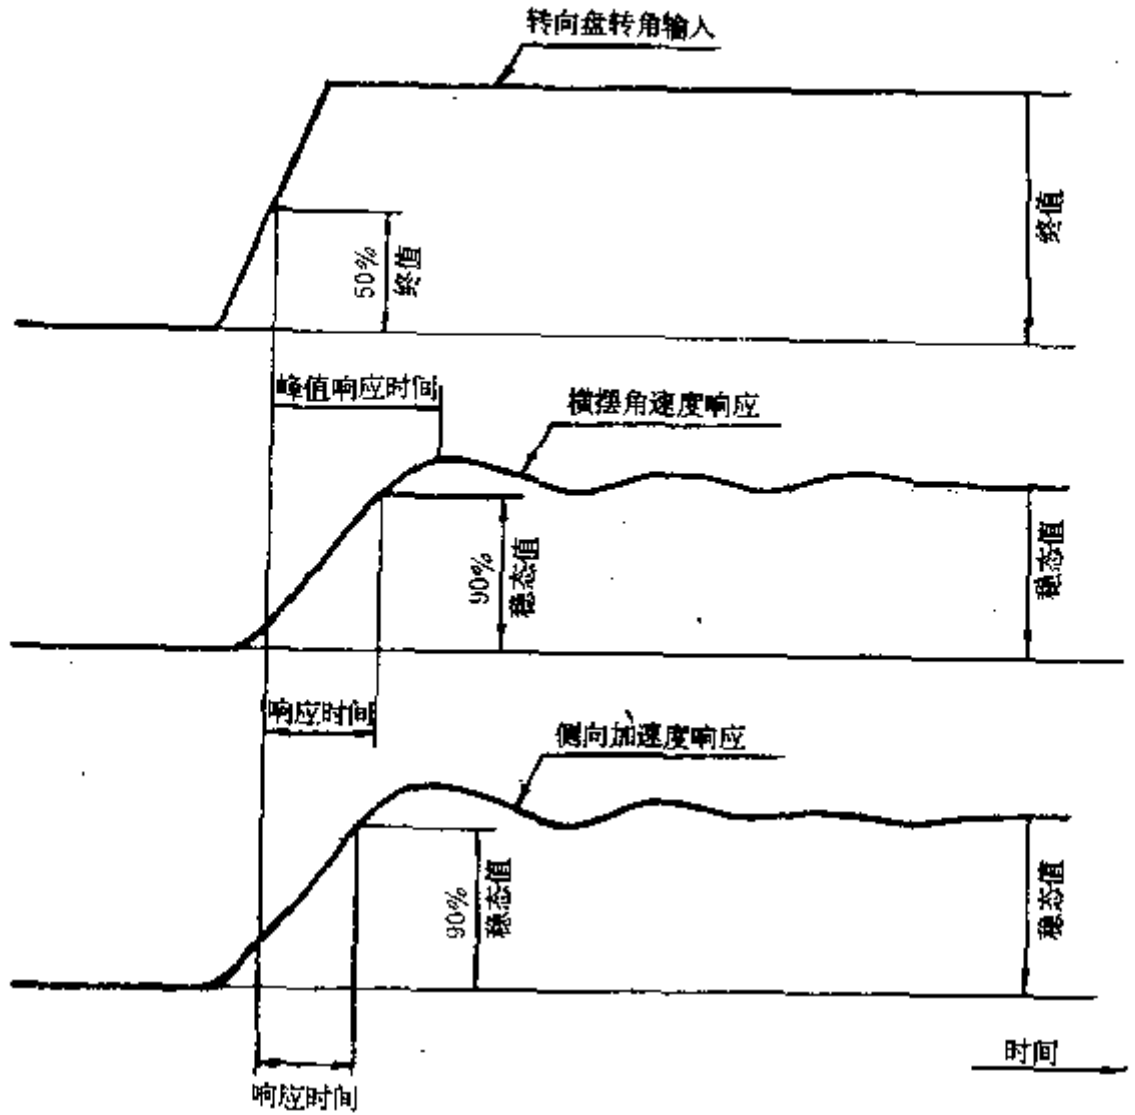 转向盘转角输入
50%
终值
终值
峰值响应时间
横摆角速度响应
90%
稳态值
稳态值
响应时间
侧向加速度响应
90%
稳态值
稳态值
时间
响应时间